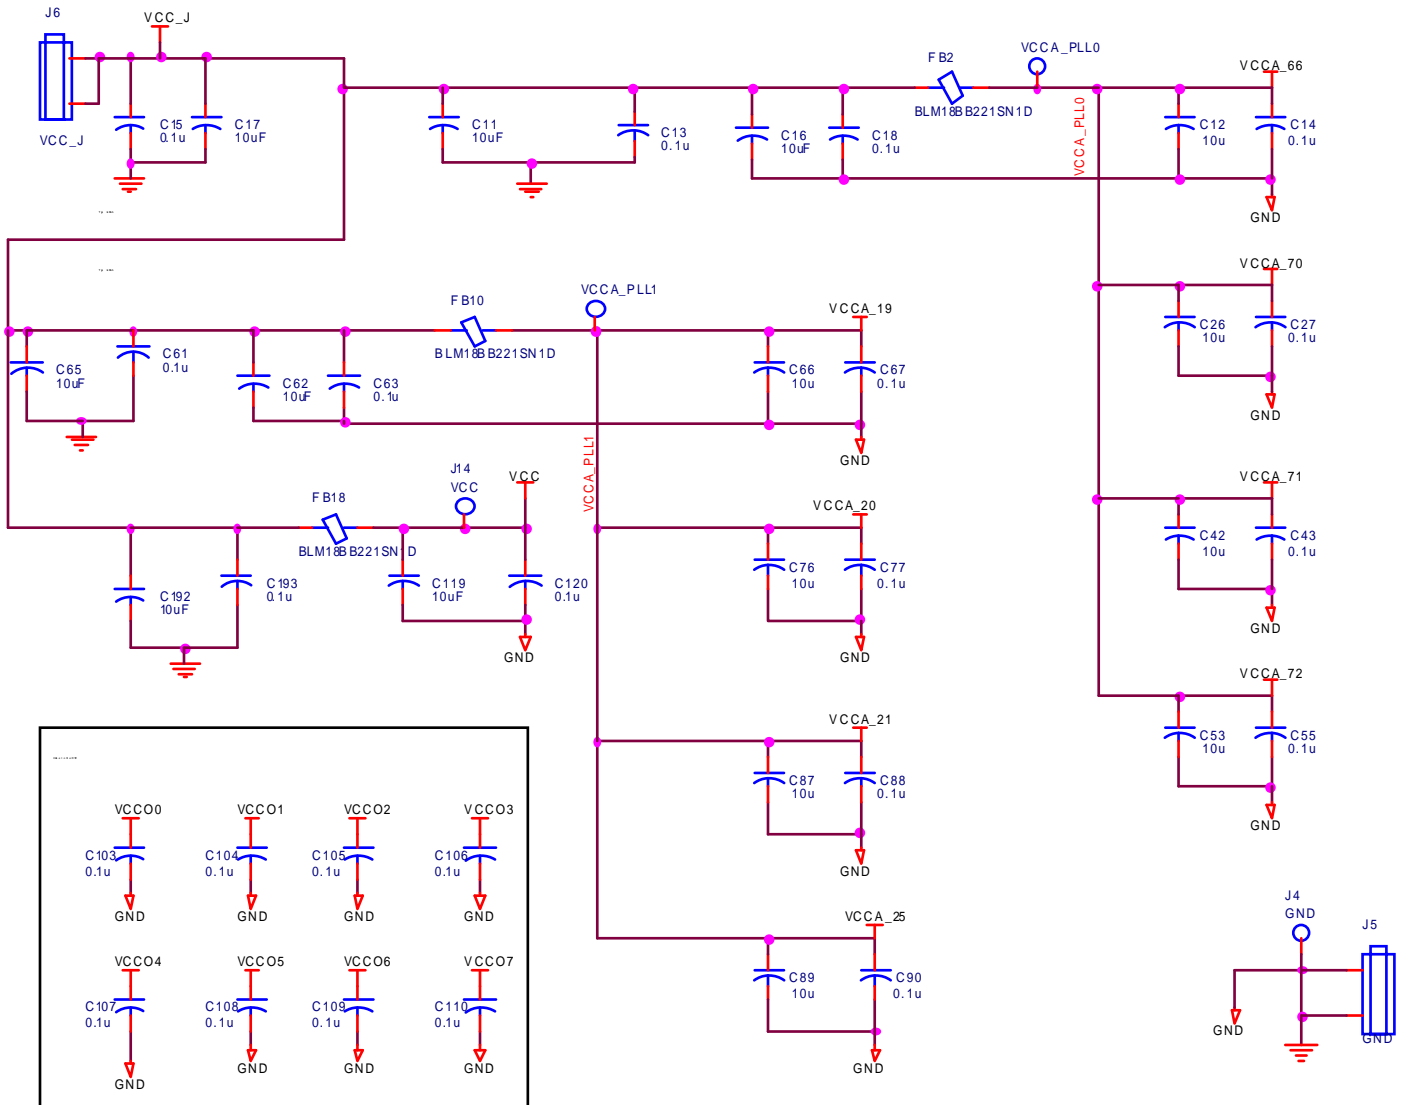 J6
VCC_J
VCC_J
C15
0.1u
C17
10uF
C11
10uF
C13
0.1u
C16
10uF
C18
0.1u
FB2
BLM18BB221SN1D
VCCA_PLL0
VCCA_PLL0
VCCA_66
C12
10u
C14
0.1u
GND
VCCA_70
C26
10u
C27
0.1u
GND
VCCA_71
C42
10u
C43
0.1u
GND
VCCA_72
C53
10u
C55
0.1u
GND
C65
10uF
C61
0.1u
C62
10uF
C63
0.1u
FB10
BLM18BB221SN1D
VCCA_PLL1
VCCA_PLL1
VCCA_19
C66
10u
C67
0.1u
GND
VCCA_20
C76
10u
C77
0.1u
GND
VCCA_21
C87
10u
C88
0.1u
GND
VCCA_25
C89
10u
C90
0.1u
GND
C192
10uF
C193
0.1u
FB18
BLM18BB221SN1D
J14
VCC
VCC
C119
10uF
C120
0.1u
GND
VCCO0
C103
0.1u
GND
VCCO1
C104
0.1u
GND
VCCO2
C105
0.1u
GND
VCCO3
C106
0.1u
GND
VCCO4
C107
0.1u
GND
VCCO5
C108
0.1u
GND
VCCO6
C109
0.1u
GND
VCCO7
C110
0.1u
GND
J4
GND
J5
GND
GND